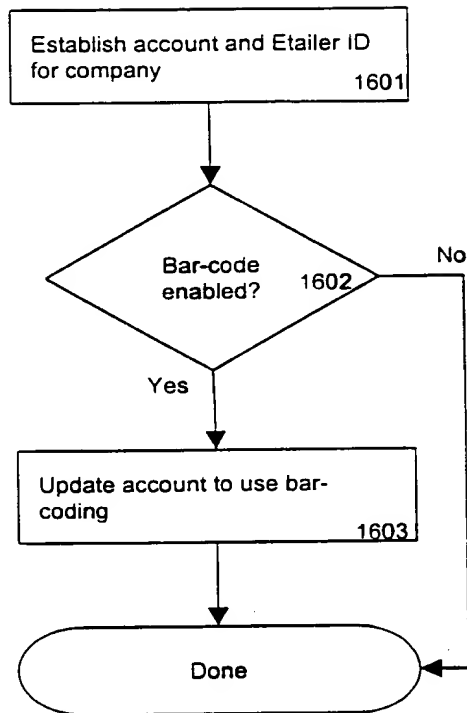 Establish account and Etailer ID
for company
1601
Bar-code
enabled?
1602
No
Yes
Update account to use bar-
coding
1603
Done